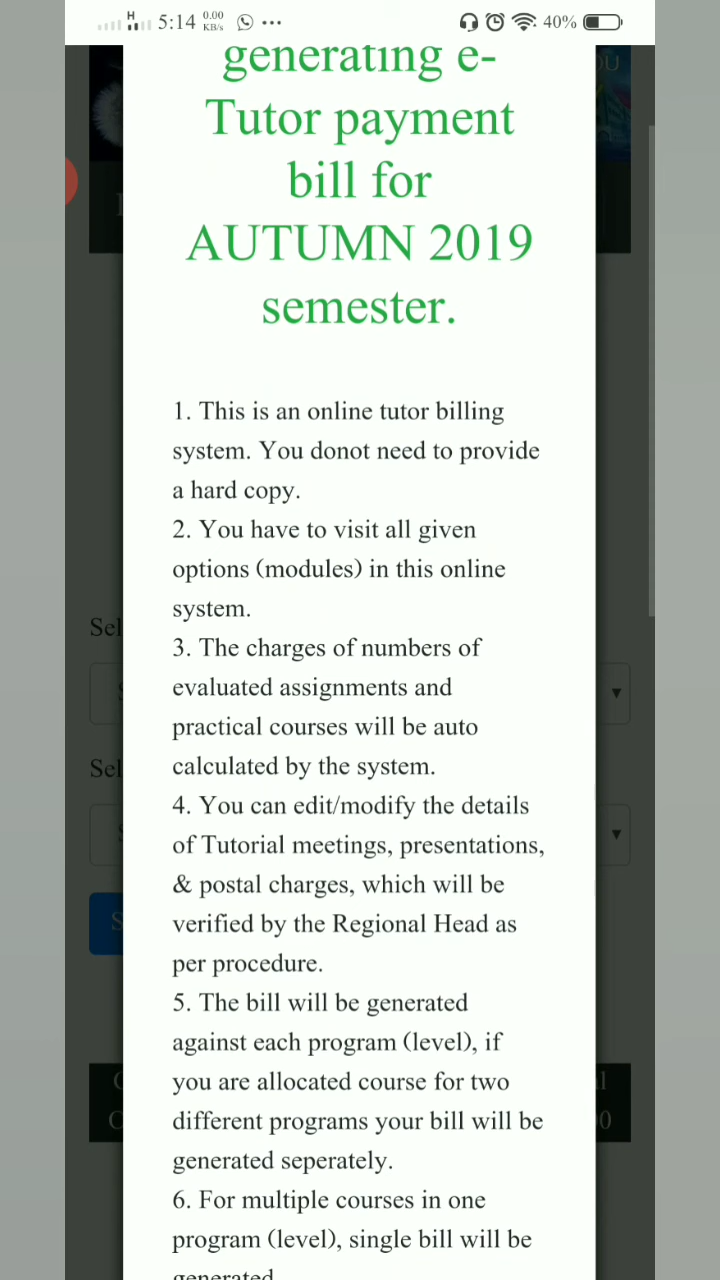 H 5:14 0.00 KB/s ... 40%
generating e-
Tutor payment
bill for
AUTUMN 2019
semester.
1. This is an online tutor billing
system. You donot need to provide
a hard copy.
2. You have to visit all given
options (modules) in this online
system.
3. The charges of numbers of
evaluated assignments and
practical courses will be auto
calculated by the system.
4. You can edit/modify the details
of Tutorial meetings, presentations,
& postal charges, which will be
verified by the Regional Head as
per procedure.
5. The bill will be generated
against each program (level), if
you are allocated course for two
different programs your bill will be
generated seperately.
6. For multiple courses in one
program (level), single bill will be
generated